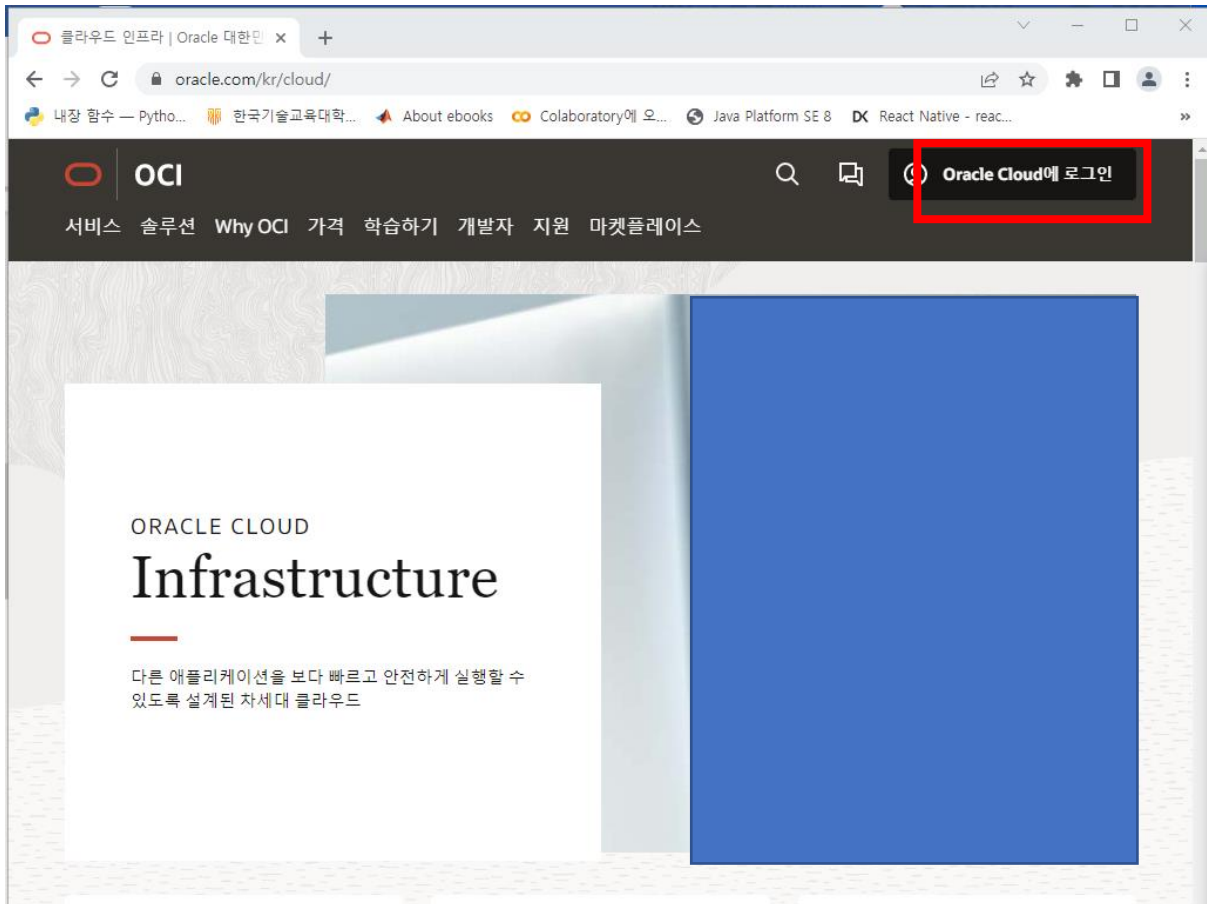 클라우드 인프라 | Oracle 대한민
oracle.com/kr/cloud/
내장 함수 — Pytho... 한국기술교육대학... About ebooks Colaboratory에 오... Java Platform SE 8 React Native - reac...
OCI
Oracle Cloud에 로그인
서비스 솔루션 Why OCI 가격 학습하기 개발자 지원 마켓플레이스
ORACLE CLOUD
Infrastructure
다른 애플리케이션을 보다 빠르고 안전하게 실행할 수
있도록 설계된 차세대 클라우드